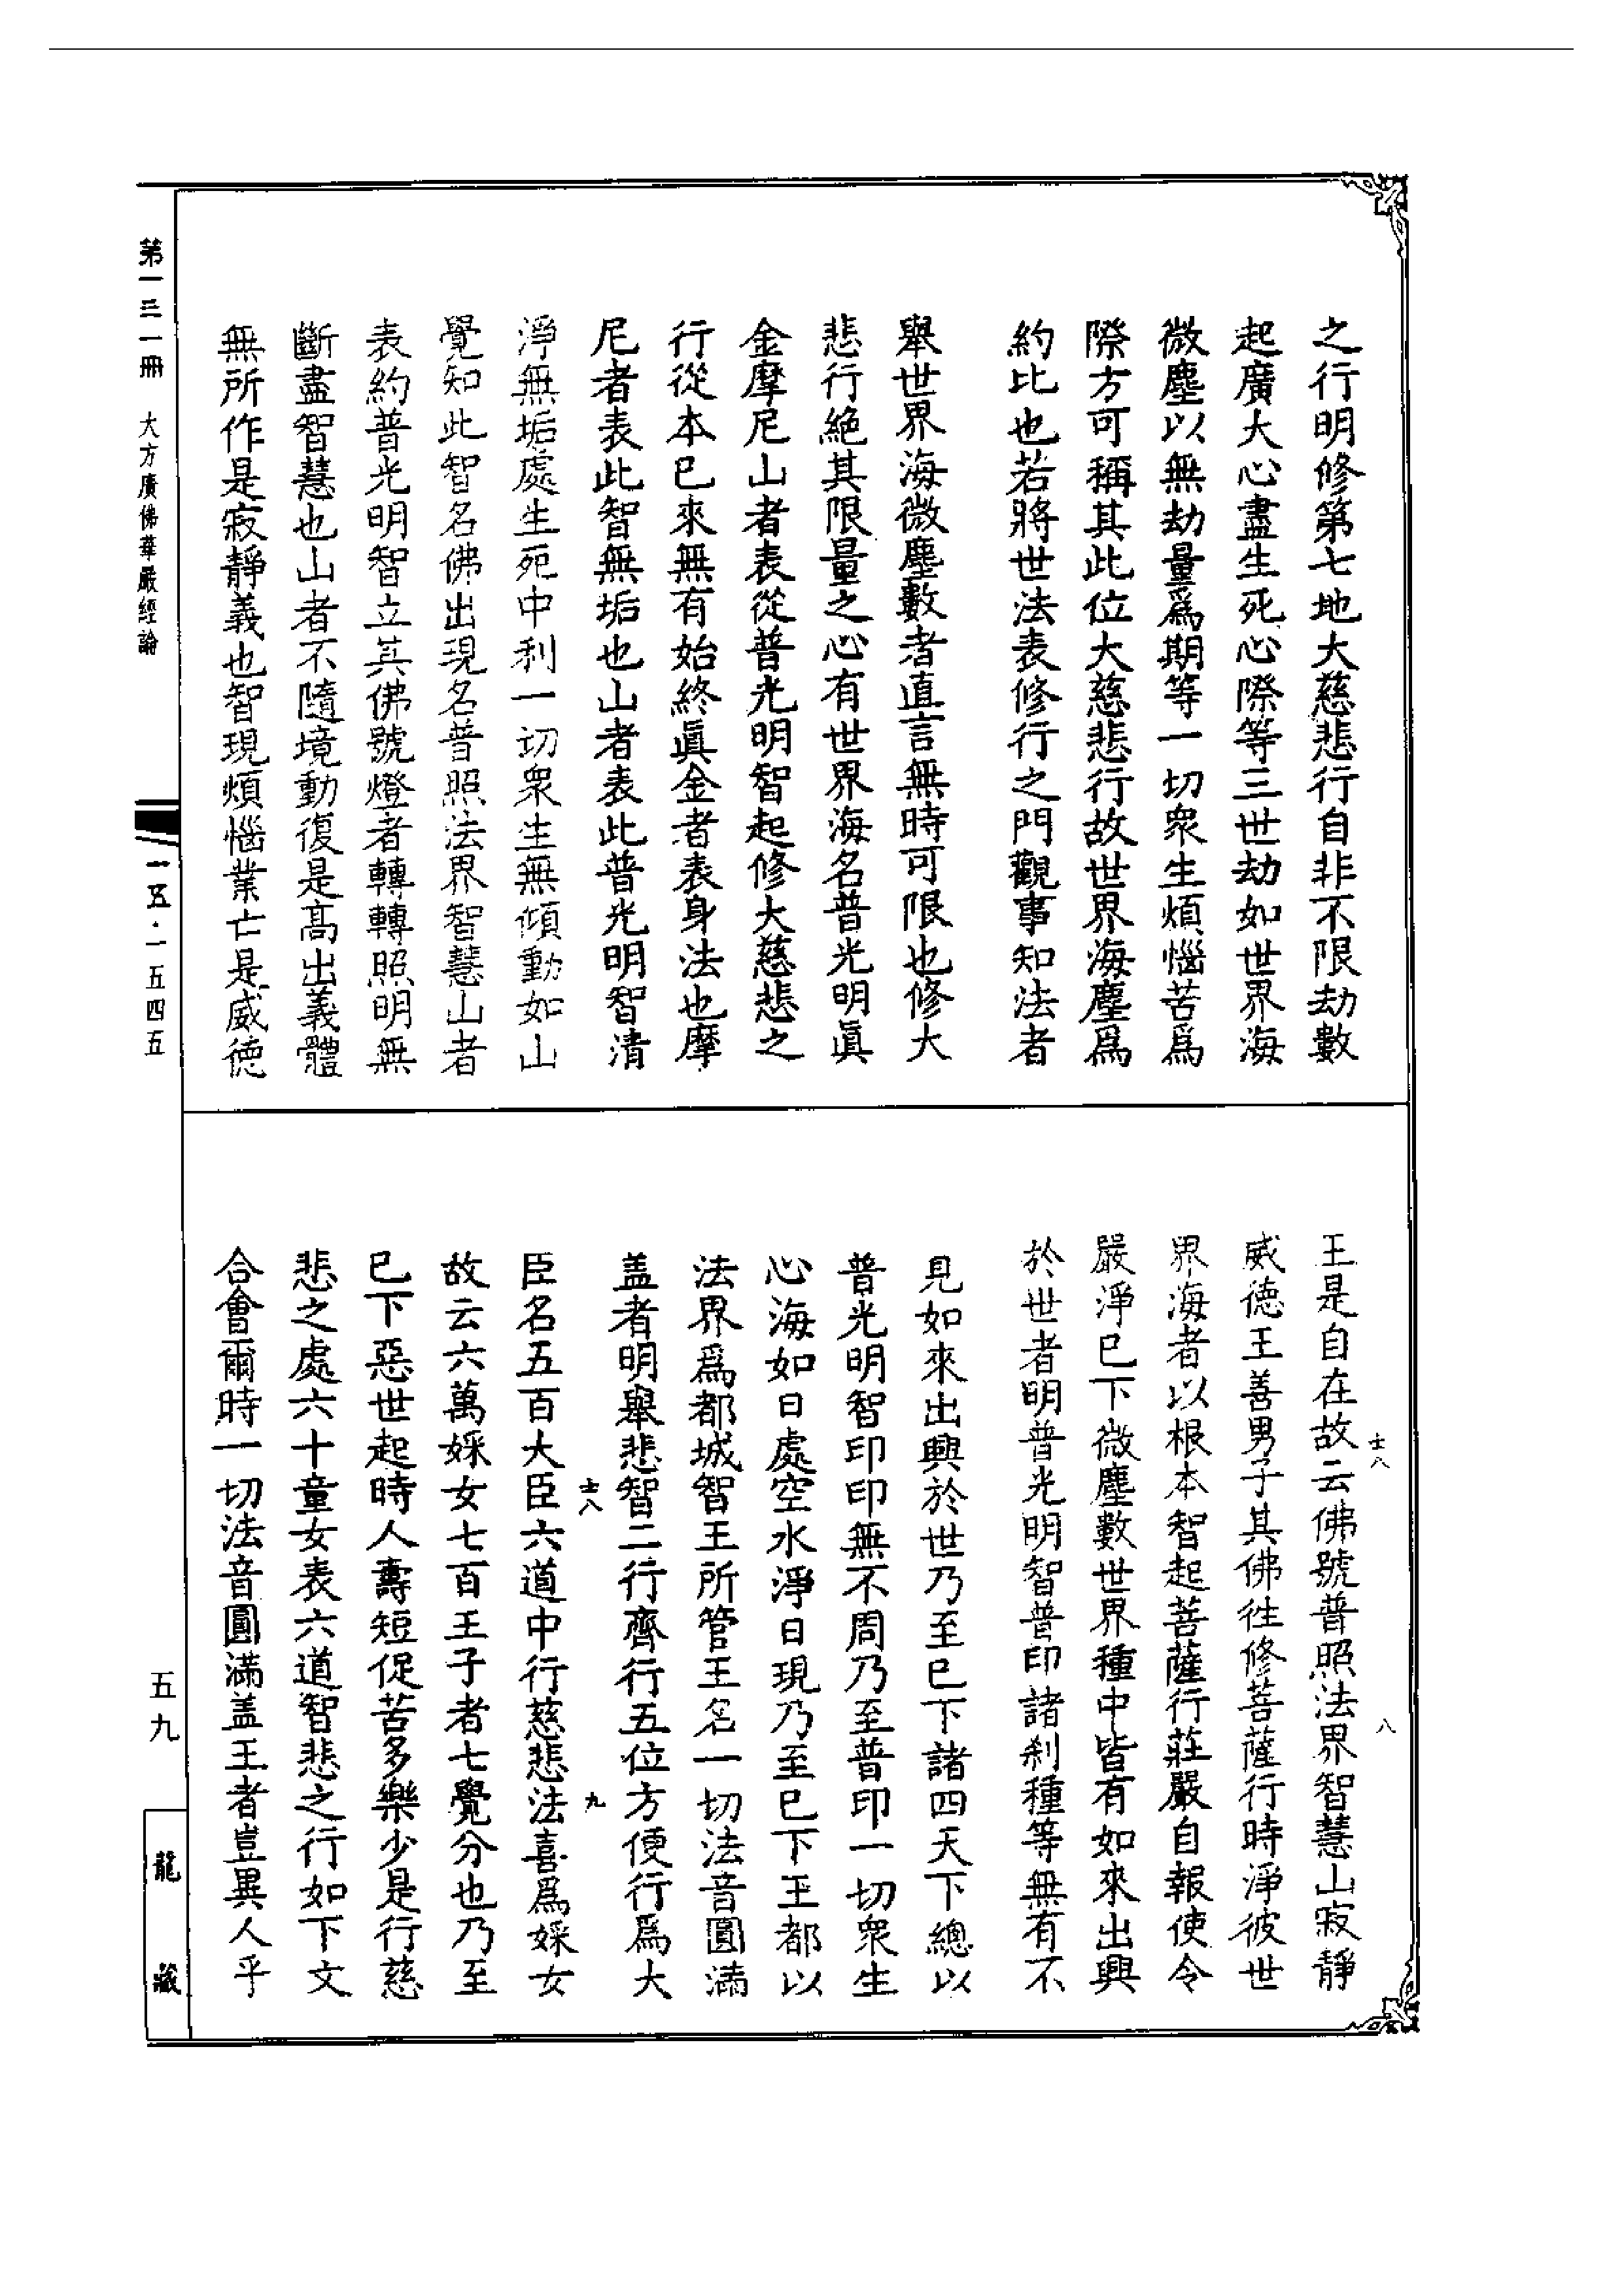 之行明修第七地大慈悲行自非不限劫數
起廣大心盡生死心際等三世劫如世界海
微塵以無劫量爲期等一切衆生煩惱苦爲
際方可稱其此位大慈悲行故世界海塵爲
約比也若將世法表修行之門觀事知法者
舉世界海微塵數者直言無時可限也修大
悲行絶其限量之心有世界海名普光明眞
金摩尼山者表從普光明智起修大慈悲之
行從本已來無有始終眞金者表身法也摩
尼者表此智無垢也山者表此普光明智清
淨無垢處生死中利一切衆生無傾動如山
覺知此智名佛出現名普照法界智慧山者
表約普光明智立其佛號燈者轉轉照明無
斷盡智慧也山者不隨境動復是高出義體
無所作是寂靜義也智現煩惱業亡是威德
王是自在故云佛號普照法界智慧山寂靜
威德王善男子其佛往修菩薩行時淨彼世
界海者以根本智起菩薩行莊嚴自報使令
嚴淨已下微塵數世界種中皆有如來出興
於世者明普光明智普印諸刹種等無有不
見如來出興於世乃至已下諸四天下總以
普光明智印印無不周乃至普印一切衆生
心海如日處空水淨日現乃至已下王都以
法界爲都城智王所管王名一切法音圓滿
盖者明舉悲智二行齊行五位方便行爲大
臣名五百大臣六道中行慈悲法喜爲婇女
故云六萬婇女七百王子者七覺分也乃至
已下惡世起時人壽短促苦多樂少是行慈
悲之處六十童女表六道智悲之行如下文
合會爾時一切法音圓滿盖王者豈異人乎
士八
八
士八
九
第一三一冊
大方廣佛華嚴經論
一五·一五四五
五九
龍藏